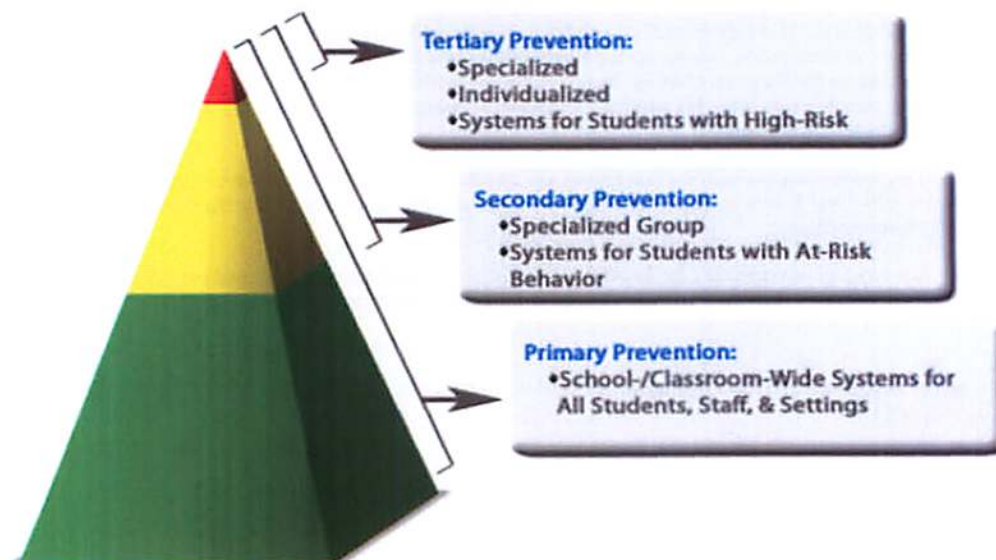 Tertiary Prevention:
•Specialized
•Individualized
•Systems for Students with High-Risk
Secondary Prevention:
•Specialized Group
•Systems for Students with At-Risk
Behavior
Primary Prevention:
•School-/Classroom-Wide Systems for
All Students, Staff, & Settings